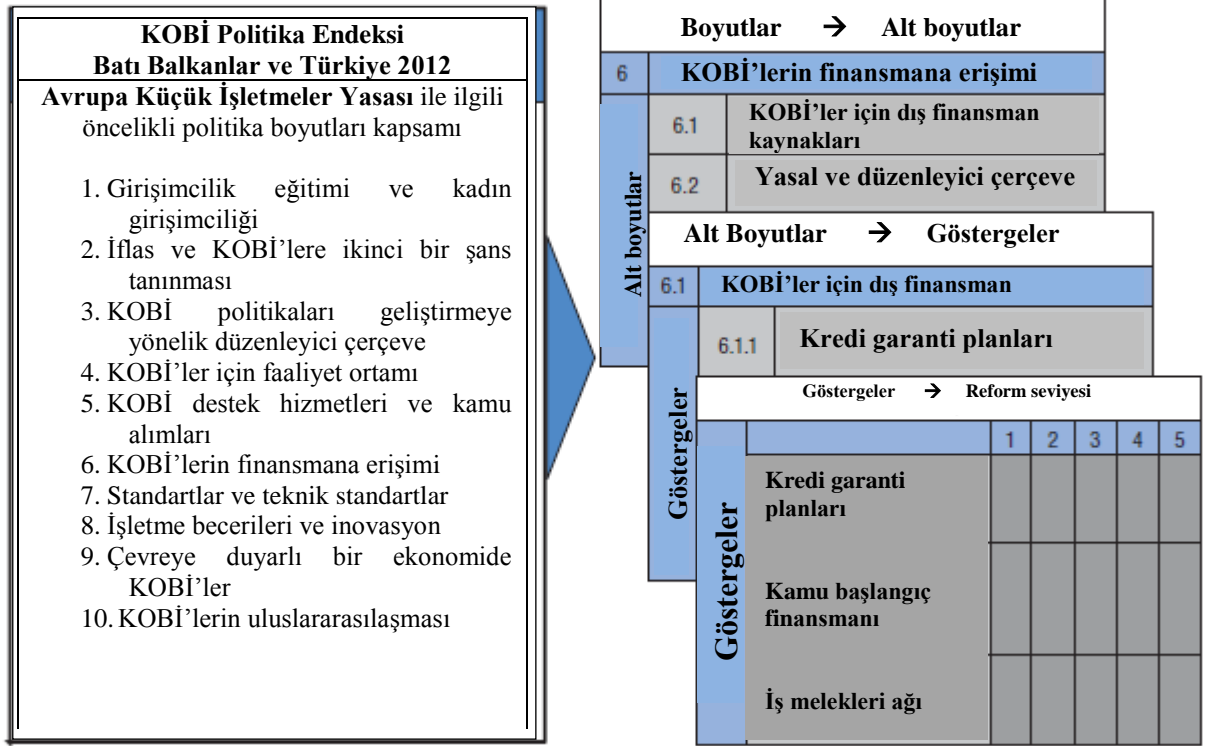 KOBİ Politika Endeksi
Batı Balkanlar ve Türkiye 2012
Avrupa Küçük İşletmeler Yasası ile ilgili
öncelikli politika boyutları kapsamı
1. Girişimcilik eğitimi ve kadın
girişimciliği
2. İflas ve KOBİ’lere ikinci bir şans
tanınması
3. KOBİ politikaları geliştirmeye
yönelik düzenleyici çerçeve
4. KOBİ’ler için faaliyet ortamı
5. KOBİ destek hizmetleri ve kamu
alımları
6. KOBİ’lerin finansmana erişimi
7. Standartlar ve teknik standartlar
8. İşletme becerileri ve inovasyon
9. Çevreye duyarlı bir ekonomide
KOBİ’ler
10. KOBİ’lerin uluslararasılaşması
Boyutlar → Alt boyutlar
6 KOBİ’lerin finansmana erişimi
Alt boyutlar
6.1 KOBİ’ler için dış finansman
kaynakları
6.2 Yasal ve düzenleyici çerçeve
Alt Boyutlar → Göstergeler
6.1 KOBİ’ler için dış finansman
Göstergeler
6.1.1 Kredi garanti planları
Göstergeler → Reform seviyesi
1 2 3 4 5
Göstergeler
Kredi garanti
planları
Kamu başlangıç
finansmanı
İş melekleri ağı